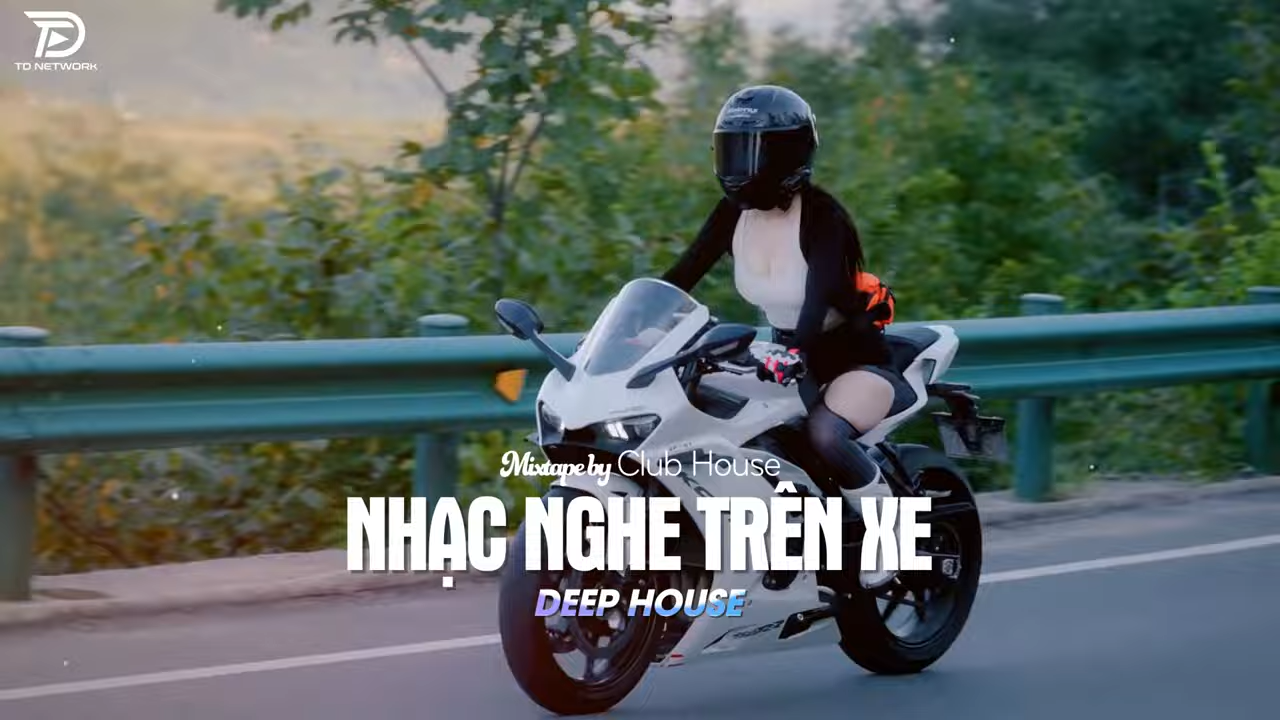 TD NETWORK
Mixtape by Club House
NHẠC NGHE TRÊN XE
DEEP HOUSE